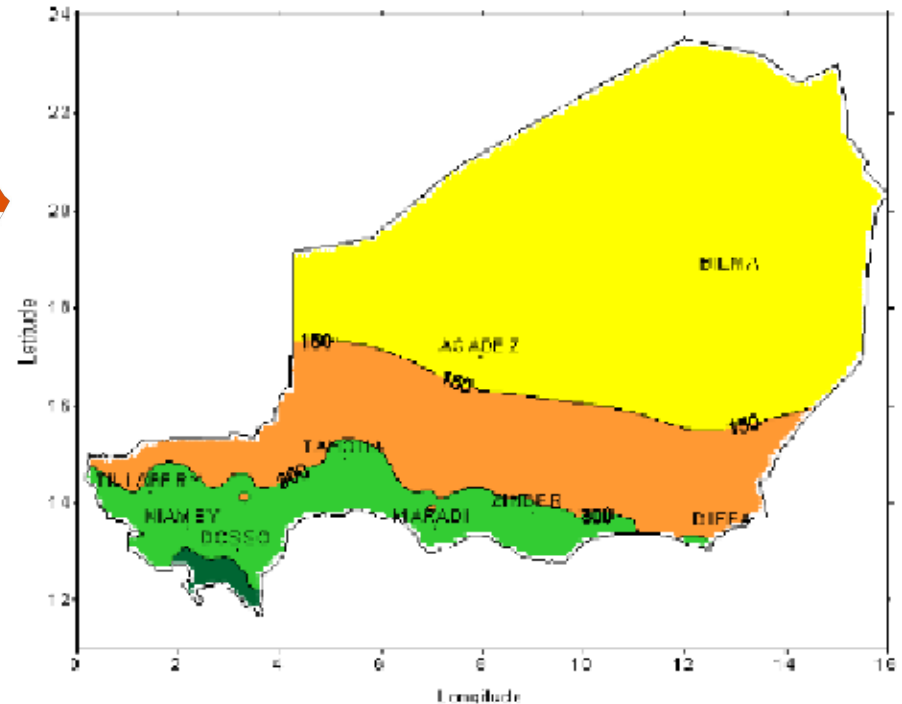 24
22
20
18
16
14
12
0 2 4 6 8 10 12 14 16
Latitude
Longitude
BILMA
AGADEZ
150
150
150
TAHOUA
300
TILLABERY
NIAMEY
DOSSO
MARADI
ZINDER
300
DIFFA